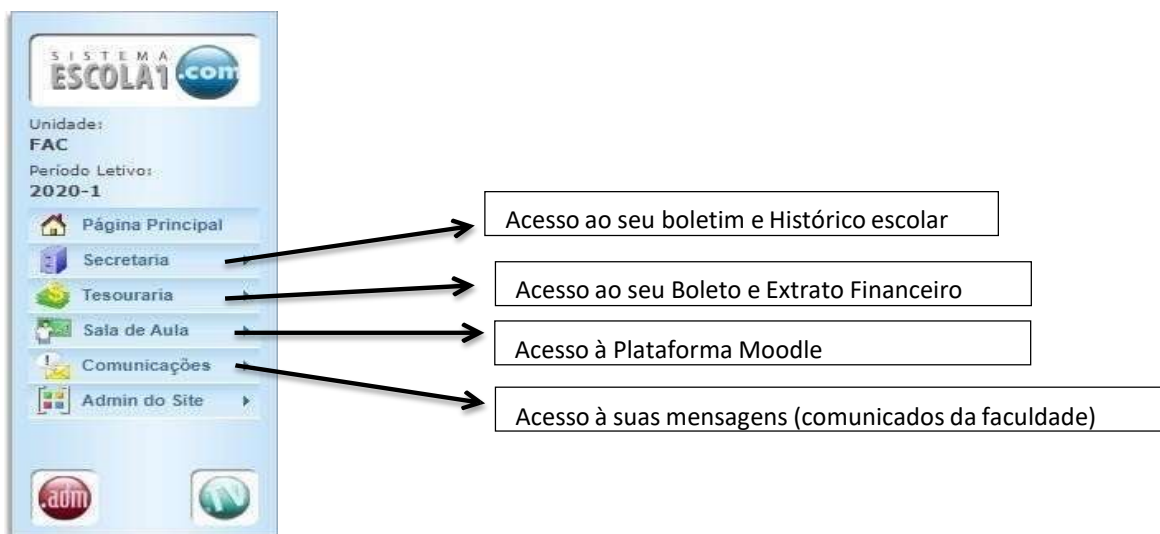 SISTEMA
ESCOLA1.com
Unidade:
FAC
Período Letivo:
2020-1
Página Principal
Secretaria
Tesouraria
Sala de Aula
Comunicações
Admin do Site
.adm
.TV
Acesso ao seu boletim e Histórico escolar
Acesso ao seu Boleto e Extrato Financeiro
Acesso à Plataforma Moodle
Acesso à suas mensagens (comunicados da faculdade)